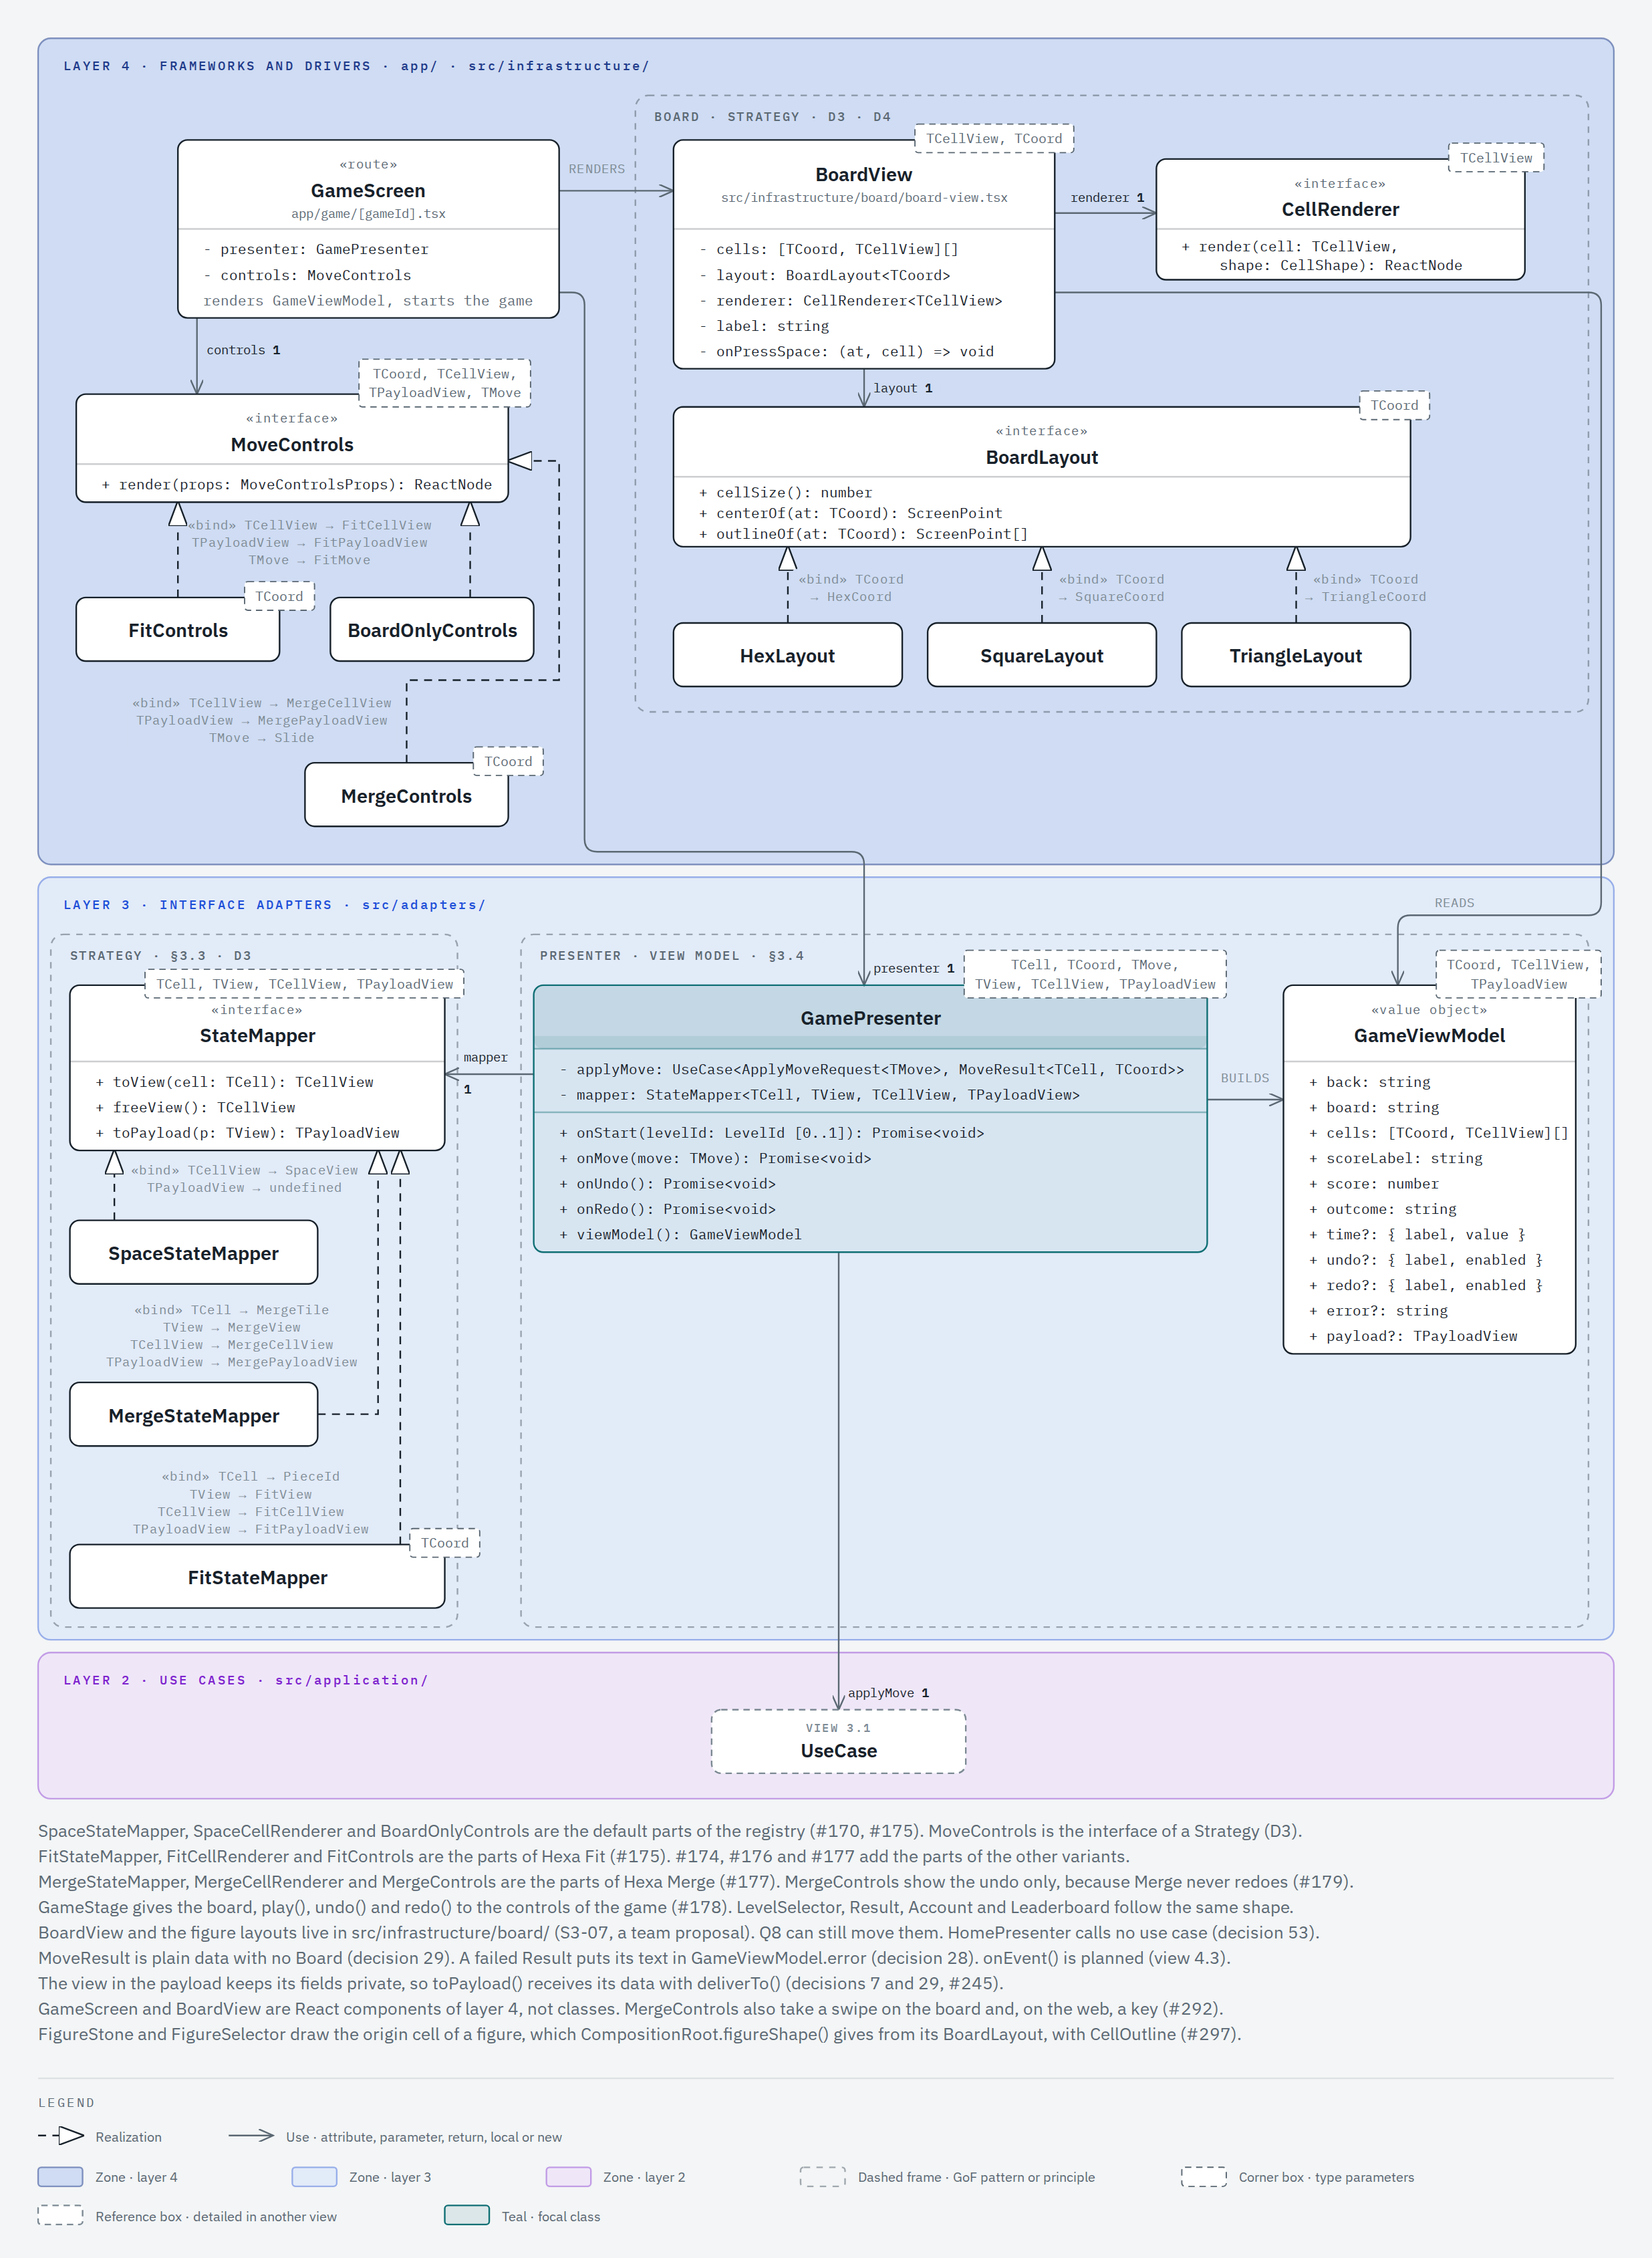 LAYER 4 · FRAMEWORKS AND DRIVERS · app/ · src/infrastructure/
BOARD · STRATEGY · D3 · D4
«route»
GameScreen
app/game/[gameId].tsx
- presenter: GamePresenter
- controls: MoveControls
renders GameViewModel, starts the game
RENDERS
TCellView, TCoord
BoardView
src/infrastructure/board/board-view.tsx
- cells: [TCoord, TCellView][]
- layout: BoardLayout<TCoord>
- renderer: CellRenderer<TCellView>
- label: string
- onPressSpace: (at, cell) => void
renderer 1
TCellView
«interface»
CellRenderer
+ render(cell: TCellView,
shape: CellShape): ReactNode
controls 1
TCoord, TCellView,
TPayloadView, TMove
«interface»
MoveControls
+ render(props: MoveControlsProps): ReactNode
layout 1
TCoord
«interface»
BoardLayout
+ cellSize(): number
+ centerOf(at: TCoord): ScreenPoint
+ outlineOf(at: TCoord): ScreenPoint[]
«bind» TCellView → FitCellView
TPayloadView → FitPayloadView
TMove → FitMove
TCoord
FitControls
BoardOnlyControls
«bind» TCoord
→ HexCoord
«bind» TCoord
→ SquareCoord
«bind» TCoord
→ TriangleCoord
HexLayout
SquareLayout
TriangleLayout
«bind» TCellView → MergeCellView
TPayloadView → MergePayloadView
TMove → Slide
TCoord
MergeControls
LAYER 3 · INTERFACE ADAPTERS · src/adapters/
READS
STRATEGY · §3.3 · D3
TCell, TView, TCellView, TPayloadView
«interface»
StateMapper
+ toView(cell: TCell): TCellView
+ freeView(): TCellView
+ toPayload(p: TView): TPayloadView
mapper
1
PRESENTER · VIEW MODEL · §3.4
presenter 1
TCell, TCoord, TMove,
TView, TCellView, TPayloadView
GamePresenter
- applyMove: UseCase<ApplyMoveRequest<TMove>, MoveResult<TCell, TCoord>>
- mapper: StateMapper<TCell, TView, TCellView, TPayloadView>
+ onStart(levelId: LevelId [0..1]): Promise<void>
+ onMove(move: TMove): Promise<void>
+ onUndo(): Promise<void>
+ onRedo(): Promise<void>
+ viewModel(): GameViewModel
BUILDS
TCoord, TCellView,
TPayloadView
«value object»
GameViewModel
+ back: string
+ board: string
+ cells: [TCoord, TCellView][]
+ scoreLabel: string
+ score: number
+ outcome: string
+ time?: { label, value }
+ undo?: { label, enabled }
+ redo?: { label, enabled }
+ error?: string
+ payload?: TPayloadView
«bind» TCellView → SpaceView
TPayloadView → undefined
SpaceStateMapper
«bind» TCell → MergeTile
TView → MergeView
TCellView → MergeCellView
TPayloadView → MergePayloadView
MergeStateMapper
«bind» TCell → PieceId
TView → FitView
TCellView → FitCellView
TPayloadView → FitPayloadView
TCoord
FitStateMapper
LAYER 2 · USE CASES · src/application/
applyMove 1
VIEW 3.1
UseCase
SpaceStateMapper, SpaceCellRenderer and BoardOnlyControls are the default parts of the registry (#170, #175). MoveControls is the interface of a Strategy (D3).
FitStateMapper, FitCellRenderer and FitControls are the parts of Hexa Fit (#175). #174, #176 and #177 add the parts of the other variants.
MergeStateMapper, MergeCellRenderer and MergeControls are the parts of Hexa Merge (#177). MergeControls show the undo only, because Merge never redoes (#179).
GameStage gives the board, play(), undo() and redo() to the controls of the game (#178). LevelSelector, Result, Account and Leaderboard follow the same shape.
BoardView and the figure layouts live in src/infrastructure/board/ (S3-07, a team proposal). Q8 can still move them. HomePresenter calls no use case (decision 53).
MoveResult is plain data with no Board (decision 29). A failed Result puts its text in GameViewModel.error (decision 28). onEvent() is planned (view 4.3).
The view in the payload keeps its fields private, so toPayload() receives its data with deliverTo() (decisions 7 and 29, #245).
GameScreen and BoardView are React components of layer 4, not classes. MergeControls also take a swipe on the board and, on the web, a key (#292).
FigureStone and FigureSelector draw the origin cell of a figure, which CompositionRoot.figureShape() gives from its BoardLayout, with CellOutline (#297).
LEGEND
Realization
Use · attribute, parameter, return, local or new
Zone · layer 4
Zone · layer 3
Zone · layer 2
Dashed frame · GoF pattern or principle
Corner box · type parameters
Reference box · detailed in another view
Teal · focal class